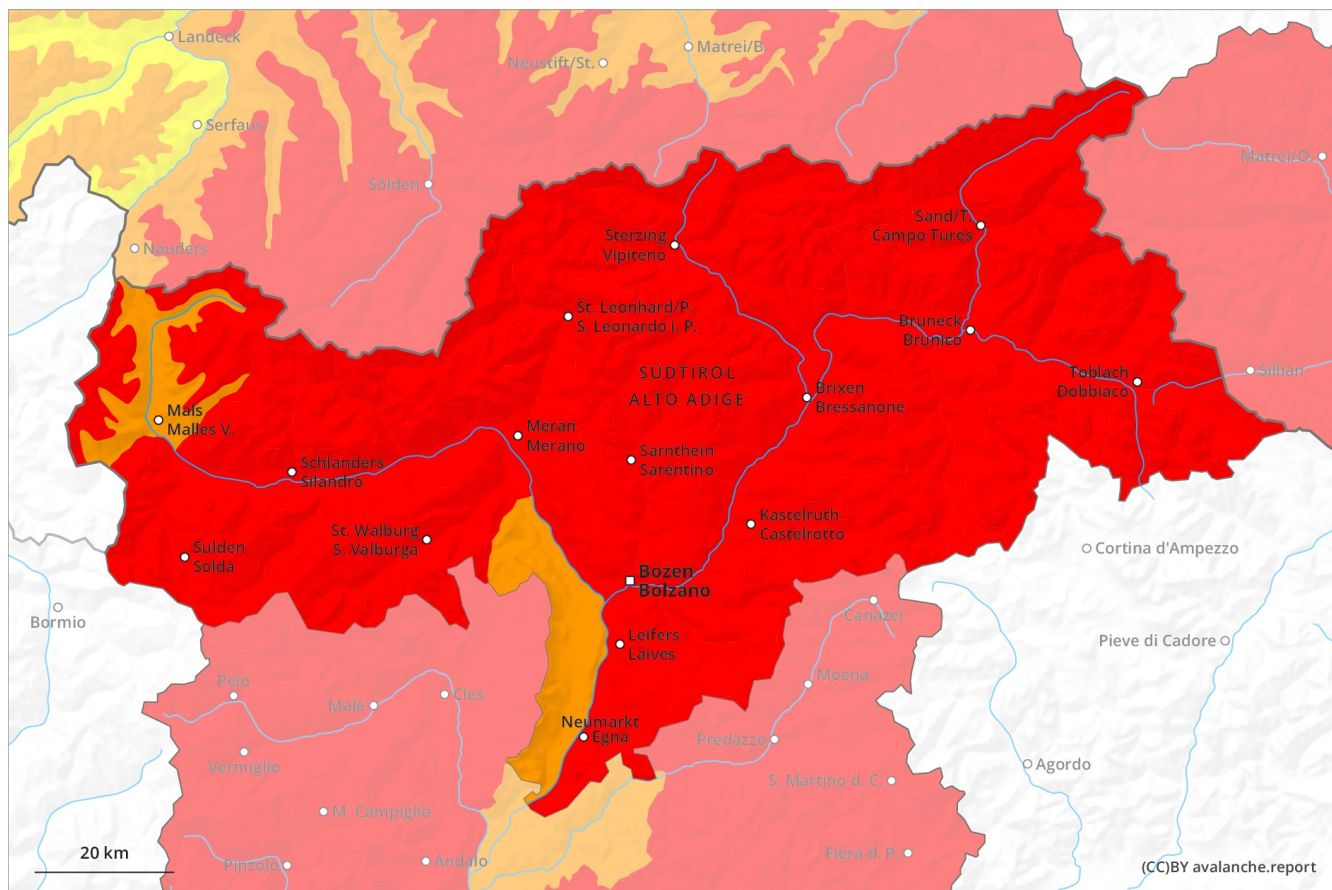 Landeck
Matrei/B.
Neustift/St.
Serfaus
Matrei/O.
Sölden
Sand/T.
Campo Tures
Sterzing
Vipiteno
Nauders
St. Leonhard/P.
S. Leonardo i. P.
Bruneck
Brunico
SÜDTIROL
ALTO ADIGE
Toblach
Dobbiaco
Sillian
Brixen
Bressanone
Mals
Malles V.
Meran
Merano
Schlanders
Silandro
Sarnthein
Sarentino
Kastelruth
Castelrotto
St. Walburg
S. Valburga
Sulden
Solda
Cortina d'Ampezzo
Bozen
Bolzano
Bormio
Canazei
Leifers
Laives
Pieve di Cadore
Peio
Moena
Malé
Cles
Neumarkt
Egna
Predazzo
Vermiglio
Agordo
S. Martino d. C.
M. Campiglio
20 km
Pinzolo
Andalo
Fiera d. P.
(CC)BY avalanche.report